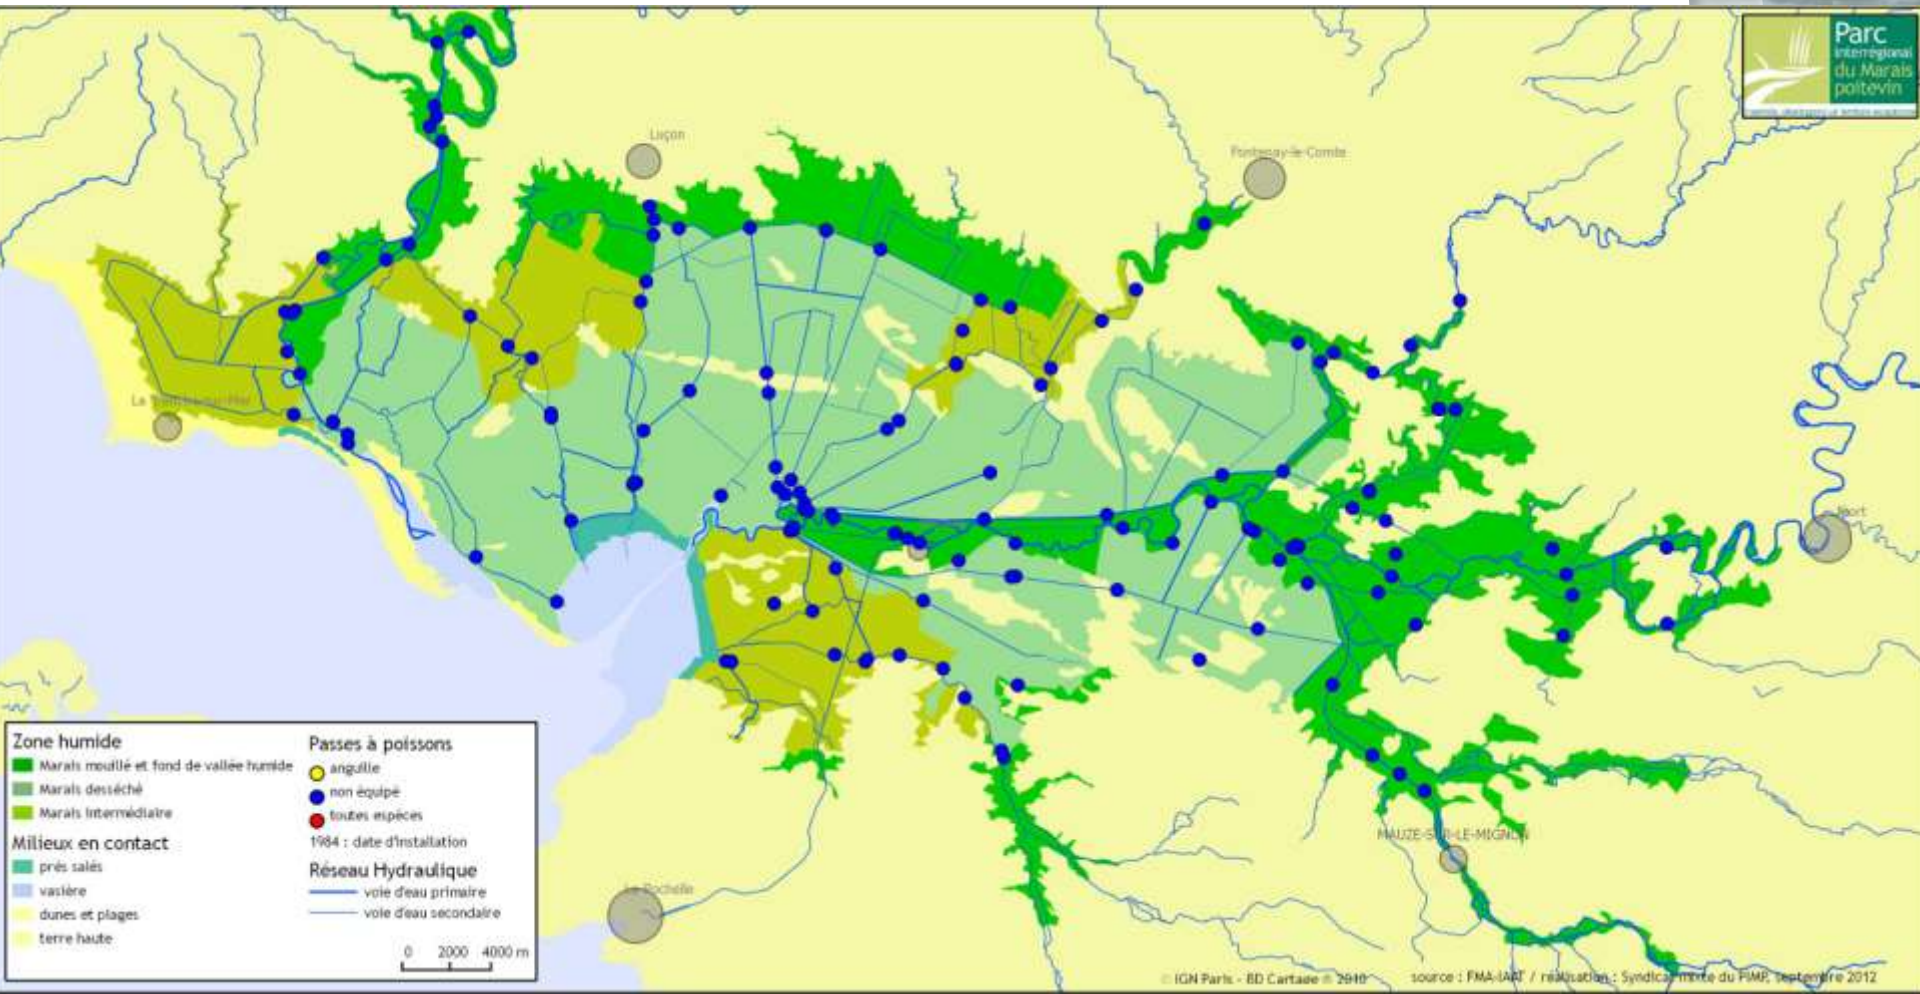 Parc
interrégional
du Marais
poitevin
Luçon
Fontenay-le-Comte
Niort
MAUZE-SUR-LE-MIGNON
La Rochelle
Zone humide
Marais mouillé et fond de vallée humide
Marais desséché
Marais intermédiaire
Milieux en contact
prés salés
vasière
dunes et plages
terre haute
Passes à poissons
anguille
non équipé
toutes espèces
1984 : date d'installation
Réseau Hydraulique
voie d'eau primaire
voie d'eau secondaire
0 2000 4000 m
© IGN Paris - BD Cartage ® 2010
source : FMA-IAAT / réalisation : Syndicat mixte du PIMP, septembre 2012